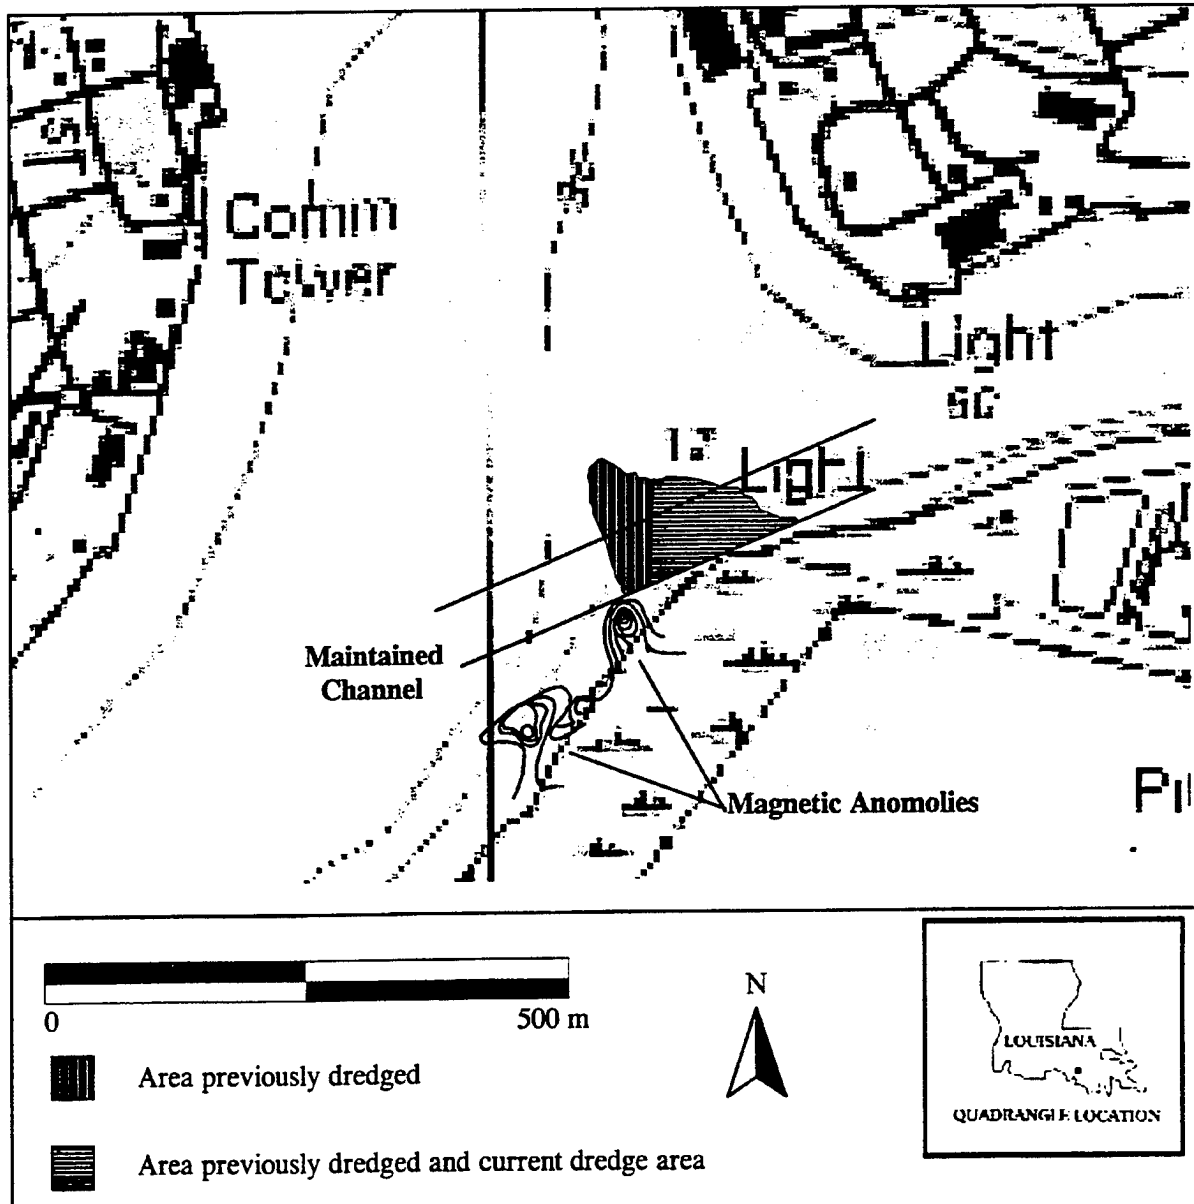 Comm
Tower
Light
17
Light
Maintained
Channel
Magnetic Anomolies
0
500 m
N
Area previously dredged
Area previously dredged and current dredge area
LOUISIANA
QUADRANGLE LOCATION